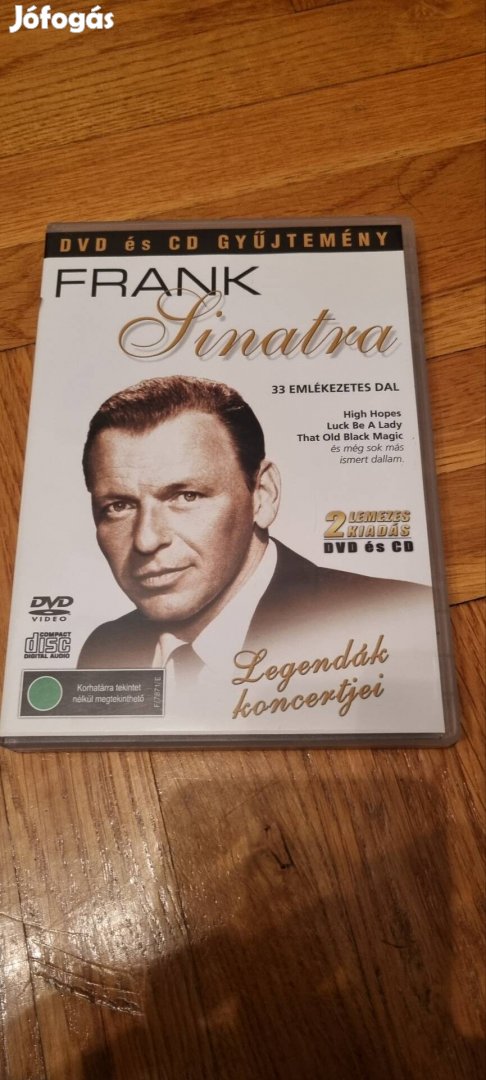 Jófogás
DVD és CD GYŰJTEMÉNY
FRANK
Sinatra
33 EMLÉKEZETES DAL
High Hopes
Luck Be A Lady
That Old Black Magic
és még sok más
ismert dallam.
2 LEMEZES
KIADÁS
DVD és CD
DVD
VIDEO
COMPACT
disc
DIGITAL AUDIO
Korhatárra tekintet
nélkül megtekinthető
F/7871/E
Legendák
koncertjei